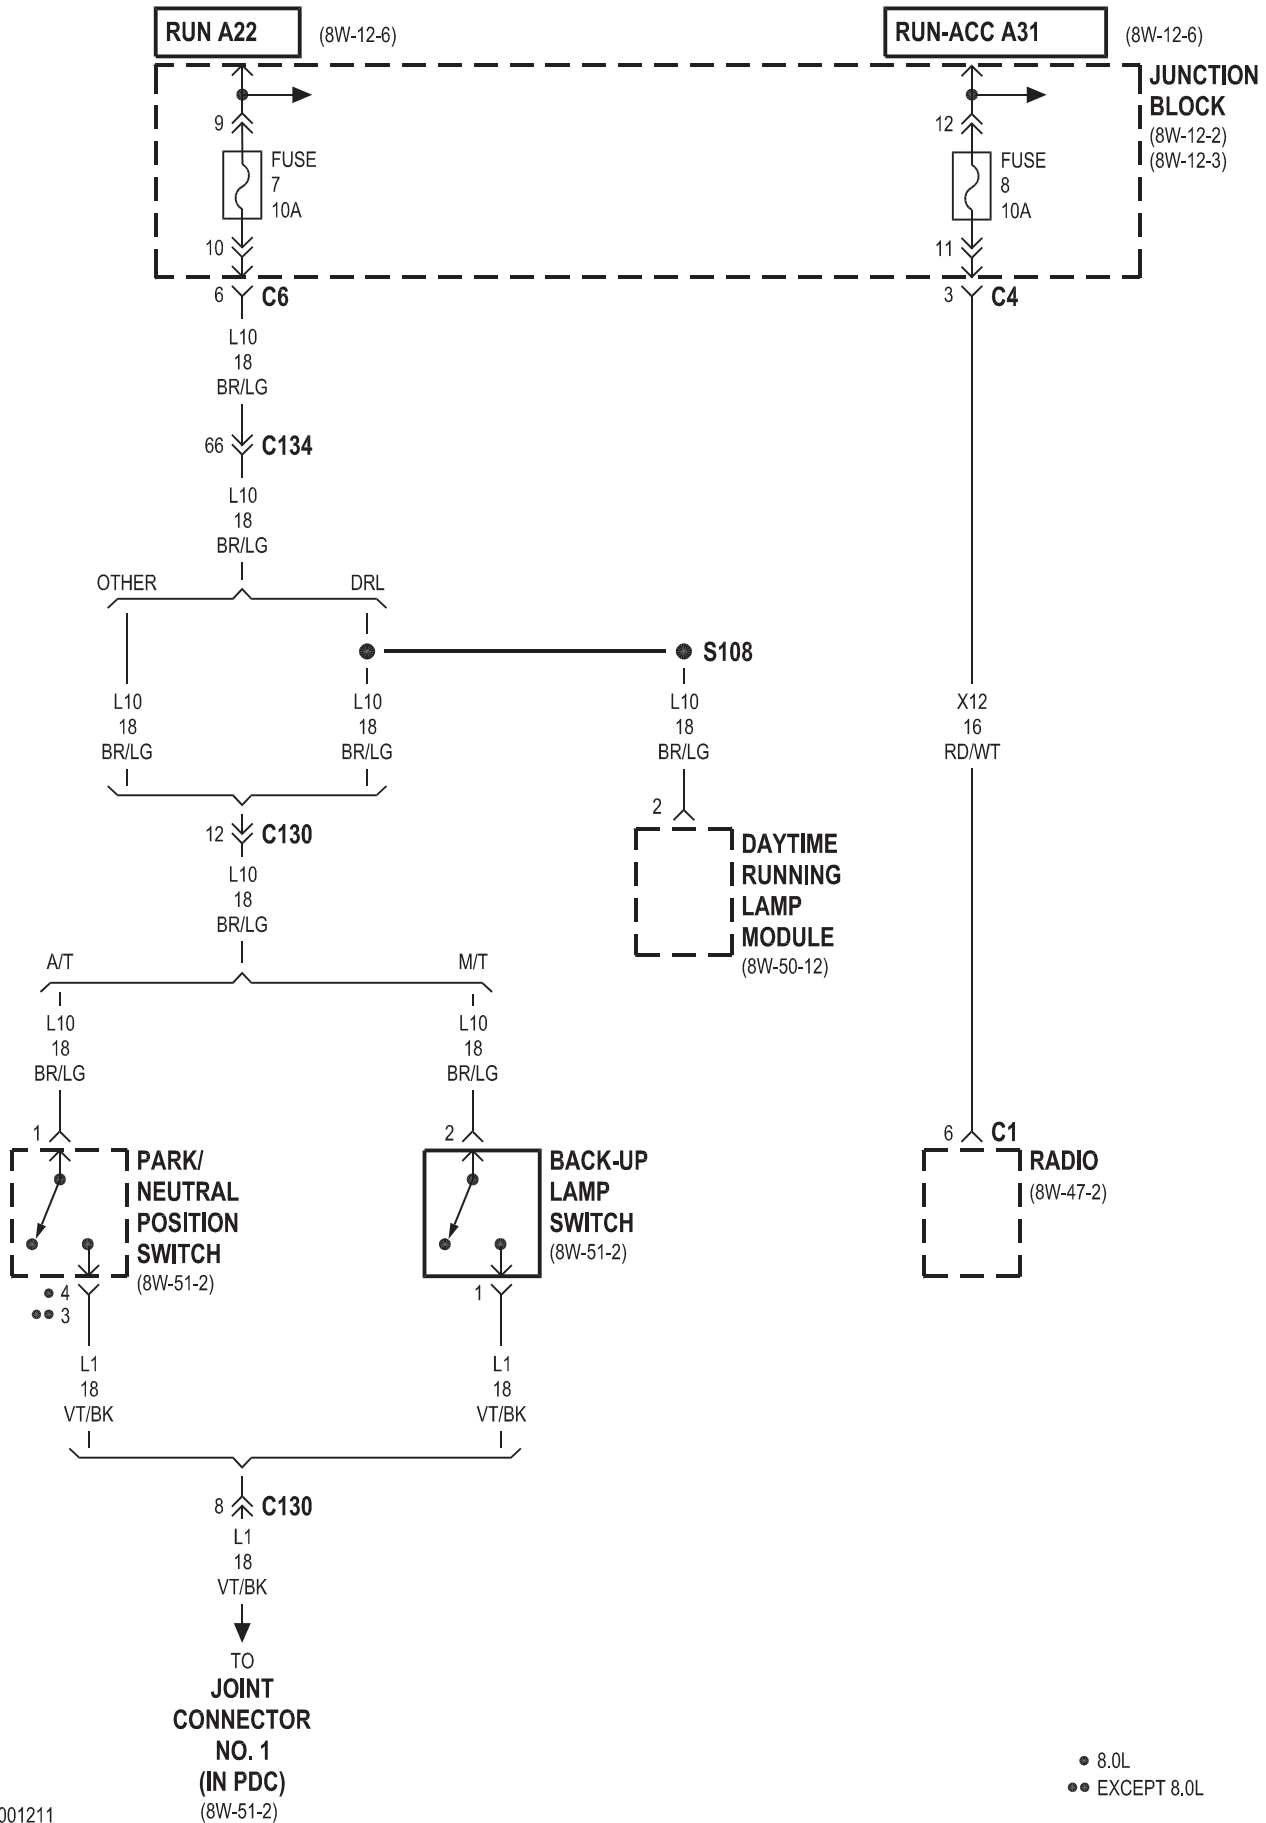 RUN A22
(8W-12-6)
RUN-ACC A31
(8W-12-6)
JUNCTION
BLOCK
(8W-12-2)
(8W-12-3)
9
FUSE
7
10A
10
12
FUSE
8
10A
11
6
C6
3
C4
L10
18
BR/LG
66
C134
L10
18
BR/LG
OTHER
DRL
S108
L10
18
BR/LG
L10
18
BR/LG
L10
18
BR/LG
X12
16
RD/WT
12
C130
2
DAYTIME
RUNNING
LAMP
MODULE
(8W-50-12)
L10
18
BR/LG
A/T
M/T
L10
18
BR/LG
L10
18
BR/LG
1
PARK/
NEUTRAL
POSITION
SWITCH
(8W-51-2)
4
3
2
BACK-UP
LAMP
SWITCH
(8W-51-2)
1
6
C1
RADIO
(8W-47-2)
L1
18
VT/BK
L1
18
VT/BK
8
C130
L1
18
VT/BK
TO
JOINT
CONNECTOR
NO. 1
(IN PDC)
(8W-51-2)
8.0L
EXCEPT 8.0L
001211